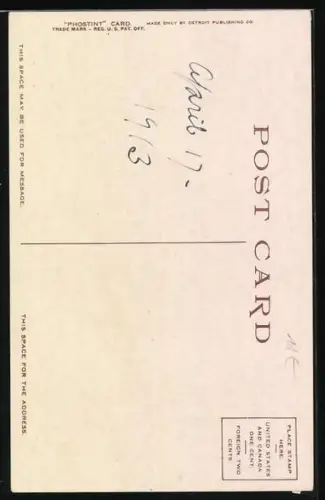 "PHOSTINT" CARD
TRADE MARK – REG. U. S. PAT. OFF.
MADE ONLY BY DETROIT PUBLISHING CO.
THIS SPACE MAY BE USED FOR MESSAGE.
April 17-
1913
POST CARD
THIS SPACE FOR THE ADDRESS.
PLACE STAMP
HERE:
UNITED STATES
AND CANADA
ONE CENT:
FOREIGN TWO
CENTS.